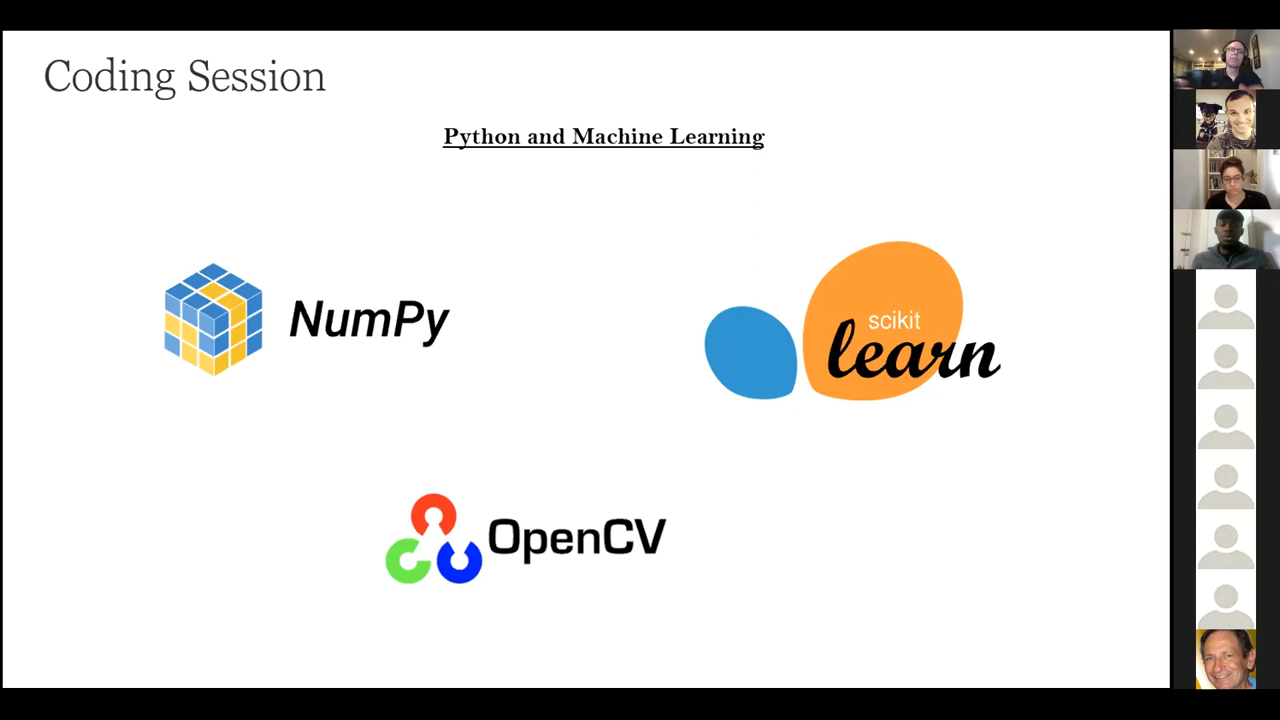 Coding Session
Python and Machine Learning
NumPy
scikit
learn
OpenCV